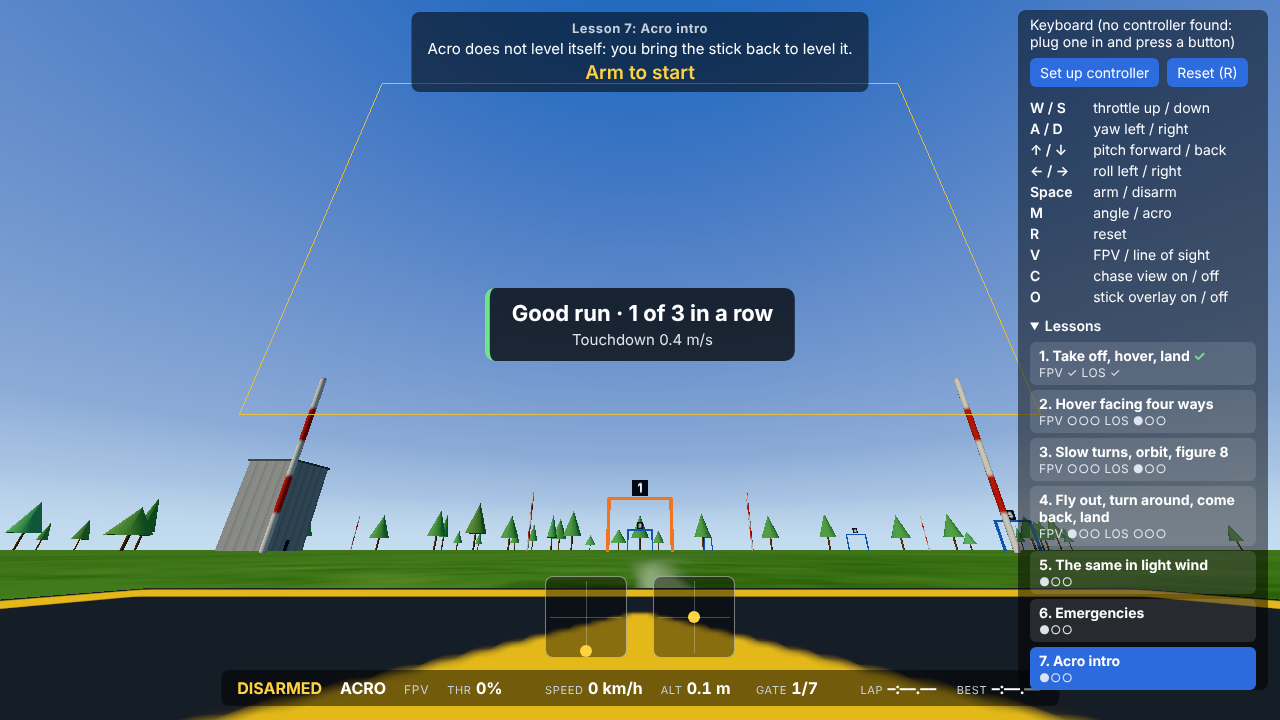 Lesson 7: Acro intro
Acro does not level itself: you bring the stick back to level it.
Arm to start
Good run · 1 of 3 in a row
Touchdown 0.4 m/s
1
Keyboard (no controller found:
plug one in and press a button)
Set up controller Reset (R)
W / S throttle up / down
A / D yaw left / right
↑ / ↓ pitch forward / back
← / → roll left / right
Space arm / disarm
M angle / acro
R reset
V FPV / line of sight
C chase view on / off
O stick overlay on / off
▼ Lessons
1. Take off, hover, land ✓
FPV ✓ LOS ✓
2. Hover facing four ways
FPV ○○○ LOS ●○○
3. Slow turns, orbit, figure 8
FPV ○○○ LOS ●○○
4. Fly out, turn around, come
back, land
FPV ●○○ LOS ○○○
5. The same in light wind
●○○
6. Emergencies
●○○
7. Acro intro
●○○
DISARMED ACRO FPV THR 0% SPEED 0 km/h ALT 0.1 m GATE 1/7 LAP –:––.–– BEST –:––.––